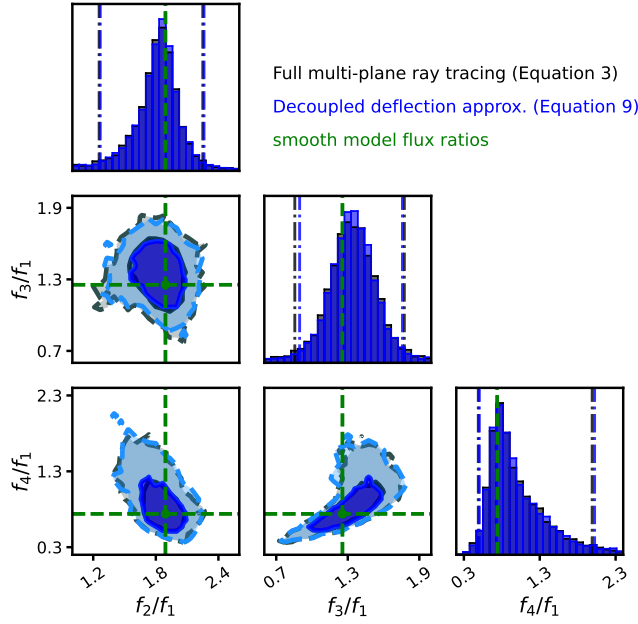 Full multi-plane ray tracing (Equation 3)
Decoupled deflection approx. (Equation 9)
smooth model flux ratios
1.9
1.3
0.7
f3/f1
2.3
1.3
0.3
f4/f1
1.2 1.8 2.4
0.7 1.3 1.9
0.3 1.3 2.3
f2/f1
f3/f1
f4/f1